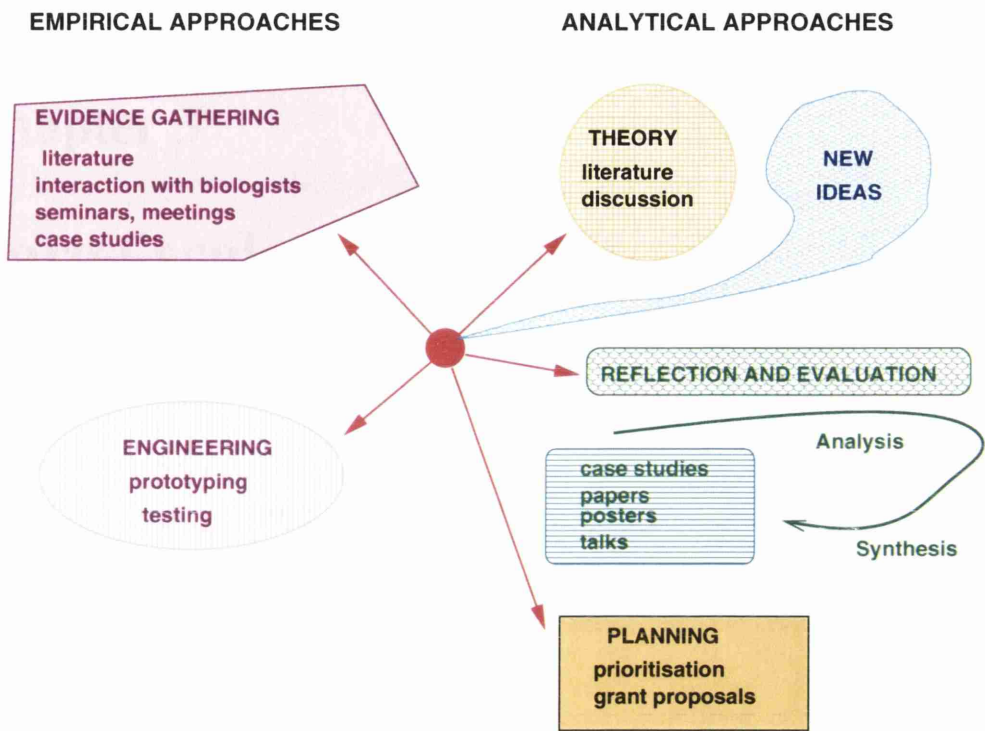 EMPIRICAL APPROACHES
ANALYTICAL APPROACHES
EVIDENCE GATHERING
literature
interaction with biologists
seminars, meetings
case studies
THEORY
literature
discussion
NEW
IDEAS
REFLECTION AND EVALUATION
ENGINEERING
prototyping
testing
case studies
papers
posters
talks
Analysis
Synthesis
PLANNING
prioritisation
grant proposals